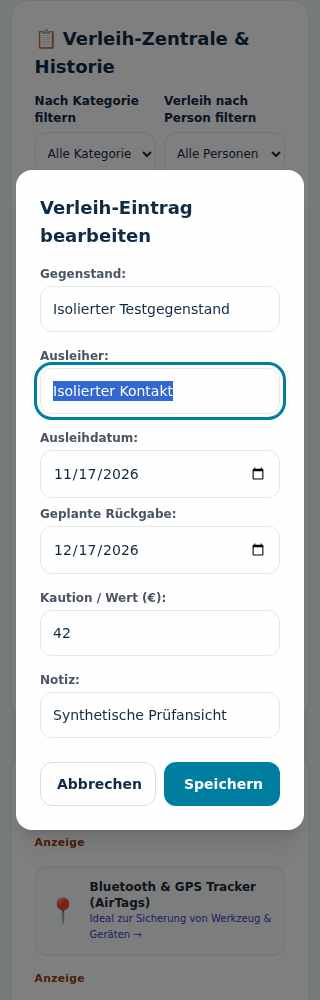 📋 Verleih-Zentrale &
Historie
Nach Kategorie
filtern
Verleih nach
Person filtern
Alle Kategorie
Alle Personen
Verleih-Eintrag
bearbeiten
Gegenstand:
Isolierter Testgegenstand
Ausleiher:
Isolierter Kontakt
Ausleihdatum:
11/17/2026
Geplante Rückgabe:
12/17/2026
Kaution / Wert (€):
42
Notiz:
Synthetische Prüfansicht
Abbrechen
Speichern
Anzeige
Bluetooth & GPS Tracker
(AirTags)
Ideal zur Sicherung von Werkzeug &
Geräten →
Anzeige